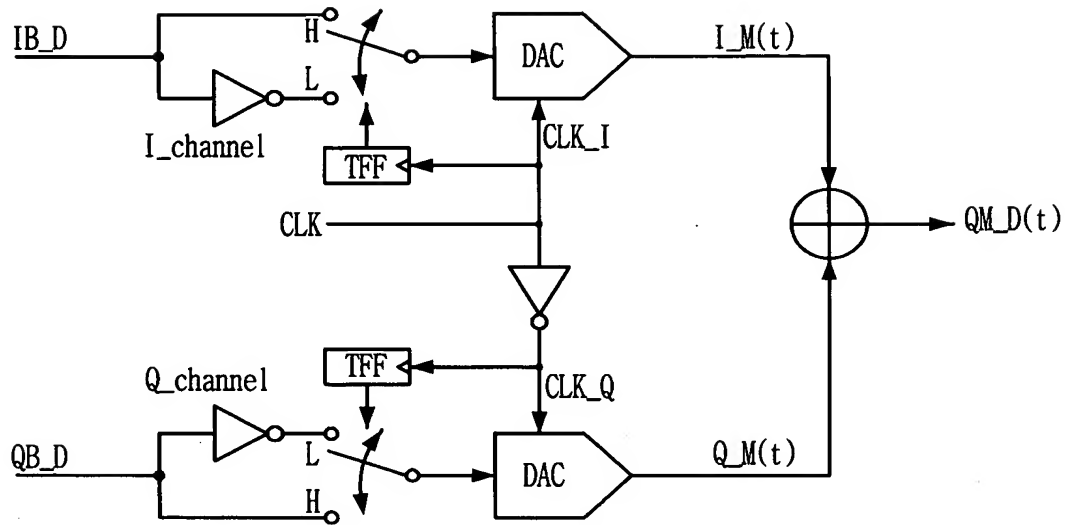 IB_D
H
L
I_channel
TFF
DAC
I_M(t)
CLK_I
CLK
QM_D(t)
TFF
CLK_Q
Q_channel
QB_D
L
H
DAC
Q_M(t)